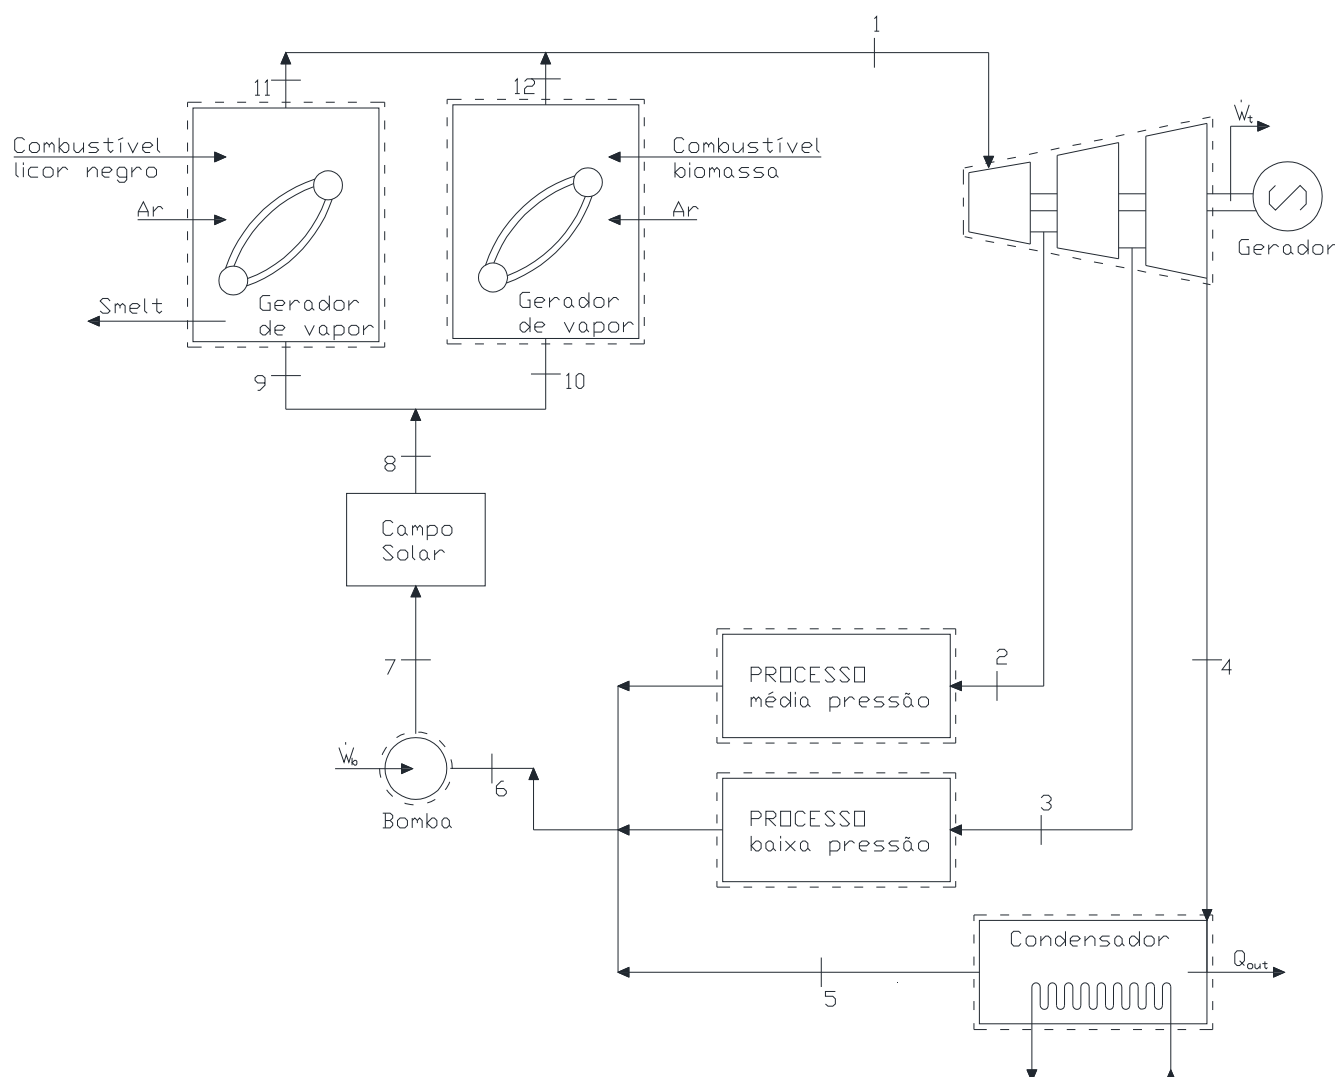 1
11
12
Combustível
licor negro
Combustível
biomassa
Ẇt
Ar
Ar
Gerador
Smelt
Gerador
de vapor
Gerador
de vapor
9
10
8
Campo
Solar
7
PROCESSO
média pressão
2
4
Ẇb
6
Bomba
PROCESSO
baixa pressão
3
Condensador
Qout
5